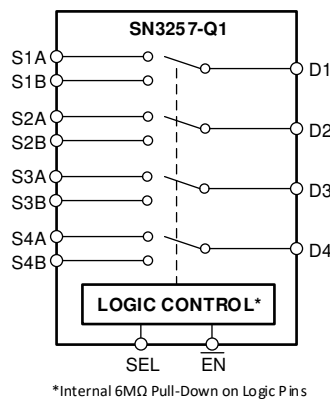 SN3257-Q1
S1A
S1B
D1
S2A
S2B
D2
S3A
S3B
D3
S4A
S4B
D4
LOGIC CONTROL*
SEL
EN
*Internal 6MΩ Pull-Down on Logic Pins